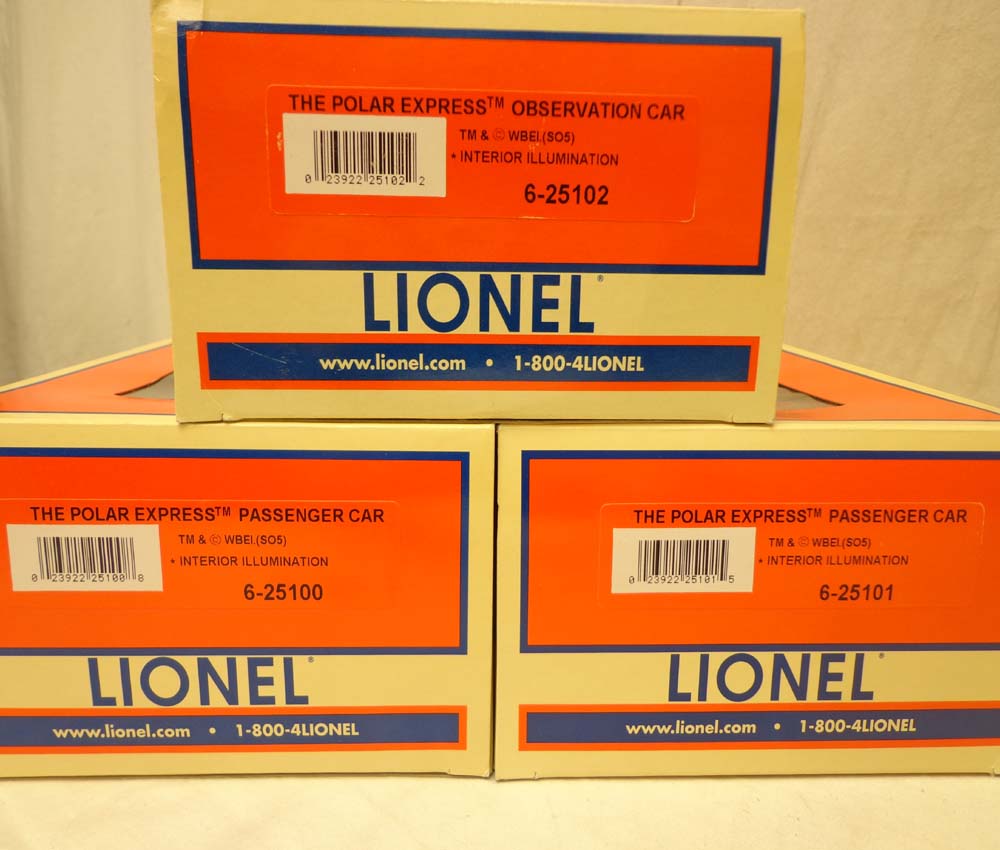 THE POLAR EXPRESS™ OBSERVATION CAR
TM & © WBEI.(SO5)
* INTERIOR ILLUMINATION
0 23922 25102 2
6-25102
LIONEL®
www.lionel.com • 1-800-4LIONEL
THE POLAR EXPRESS™ PASSENGER CAR
TM & © WBEI.(SO5)
* INTERIOR ILLUMINATION
0 23922 25100 8
6-25100
LIONEL®
www.lionel.com • 1-800-4LIONEL
THE POLAR EXPRESS™ PASSENGER CAR
TM & © WBEI.(SO5)
* INTERIOR ILLUMINATION
0 23922 25101 5
6-25101
LIONEL®
www.lionel.com • 1-800-4LIONEL